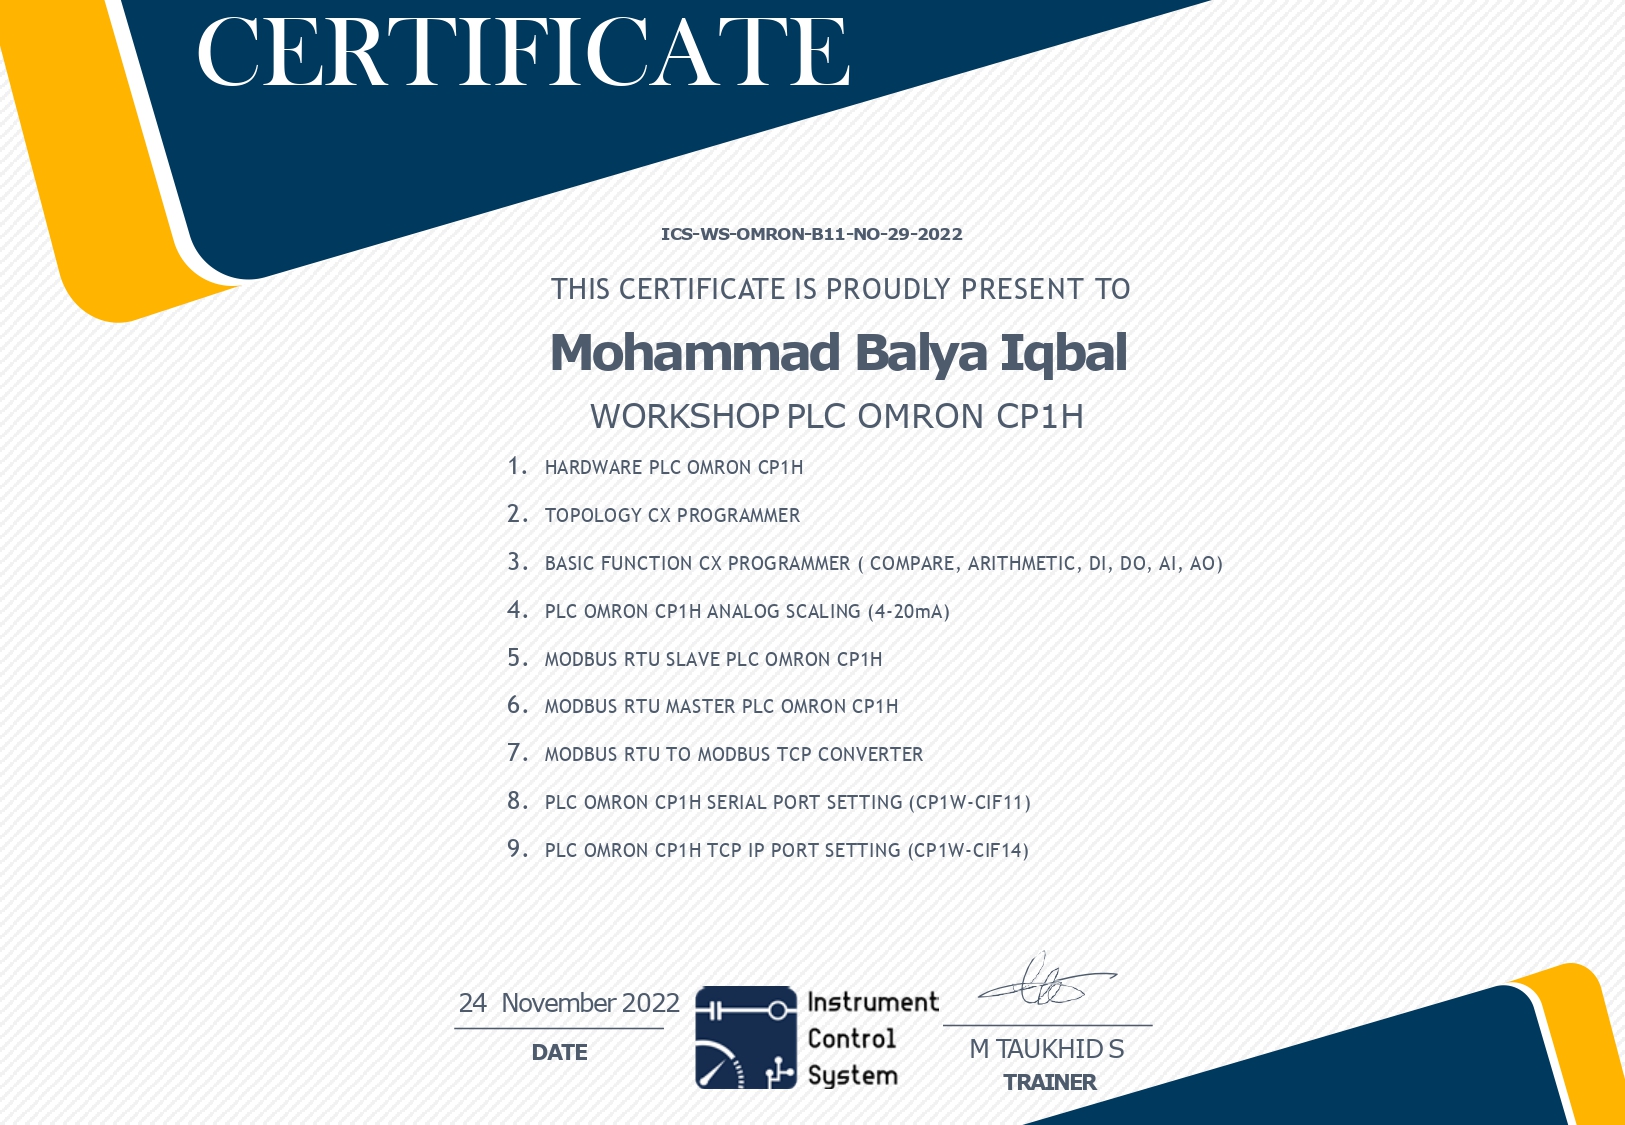 CERTIFICATE
ICS-WS-OMRON-B11-NO-29-2022
THIS CERTIFICATE IS PROUDLY PRESENT TO
Mohammad Balya Iqbal
WORKSHOP PLC OMRON CP1H
1. HARDWARE PLC OMRON CP1H
2. TOPOLOGY CX PROGRAMMER
3. BASIC FUNCTION CX PROGRAMMER ( COMPARE, ARITHMETIC, DI, DO, AI, AO)
4. PLC OMRON CP1H ANALOG SCALING (4-20mA)
5. MODBUS RTU SLAVE PLC OMRON CP1H
6. MODBUS RTU MASTER PLC OMRON CP1H
7. MODBUS RTU TO MODBUS TCP CONVERTER
8. PLC OMRON CP1H SERIAL PORT SETTING (CP1W-CIF11)
9. PLC OMRON CP1H TCP IP PORT SETTING (CP1W-CIF14)
24 November 2022
DATE
Instrument
Control
System
M TAUKHID S
TRAINER